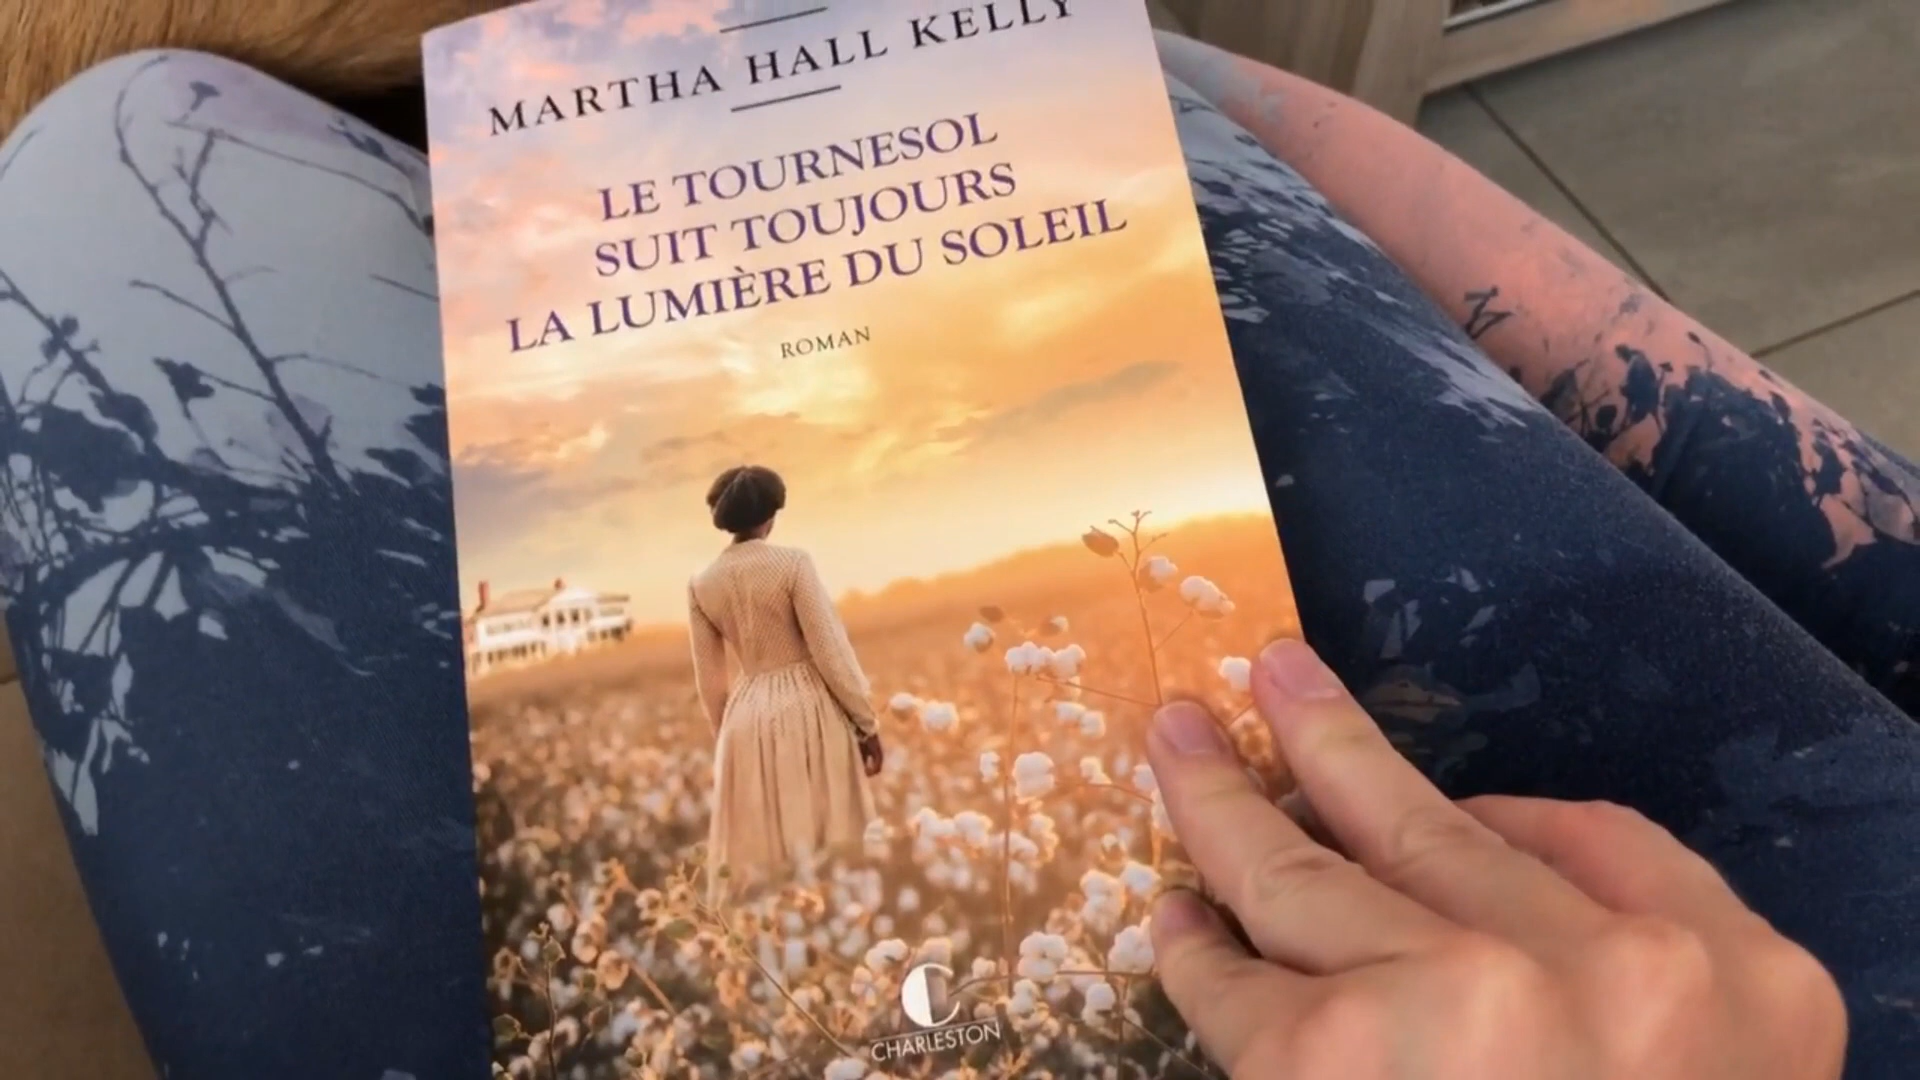 MARTHA HALL KELLY
LE TOURNESOL
SUIT TOUJOURS
LA LUMIÈRE DU SOLEIL
ROMAN
C
CHARLESTON